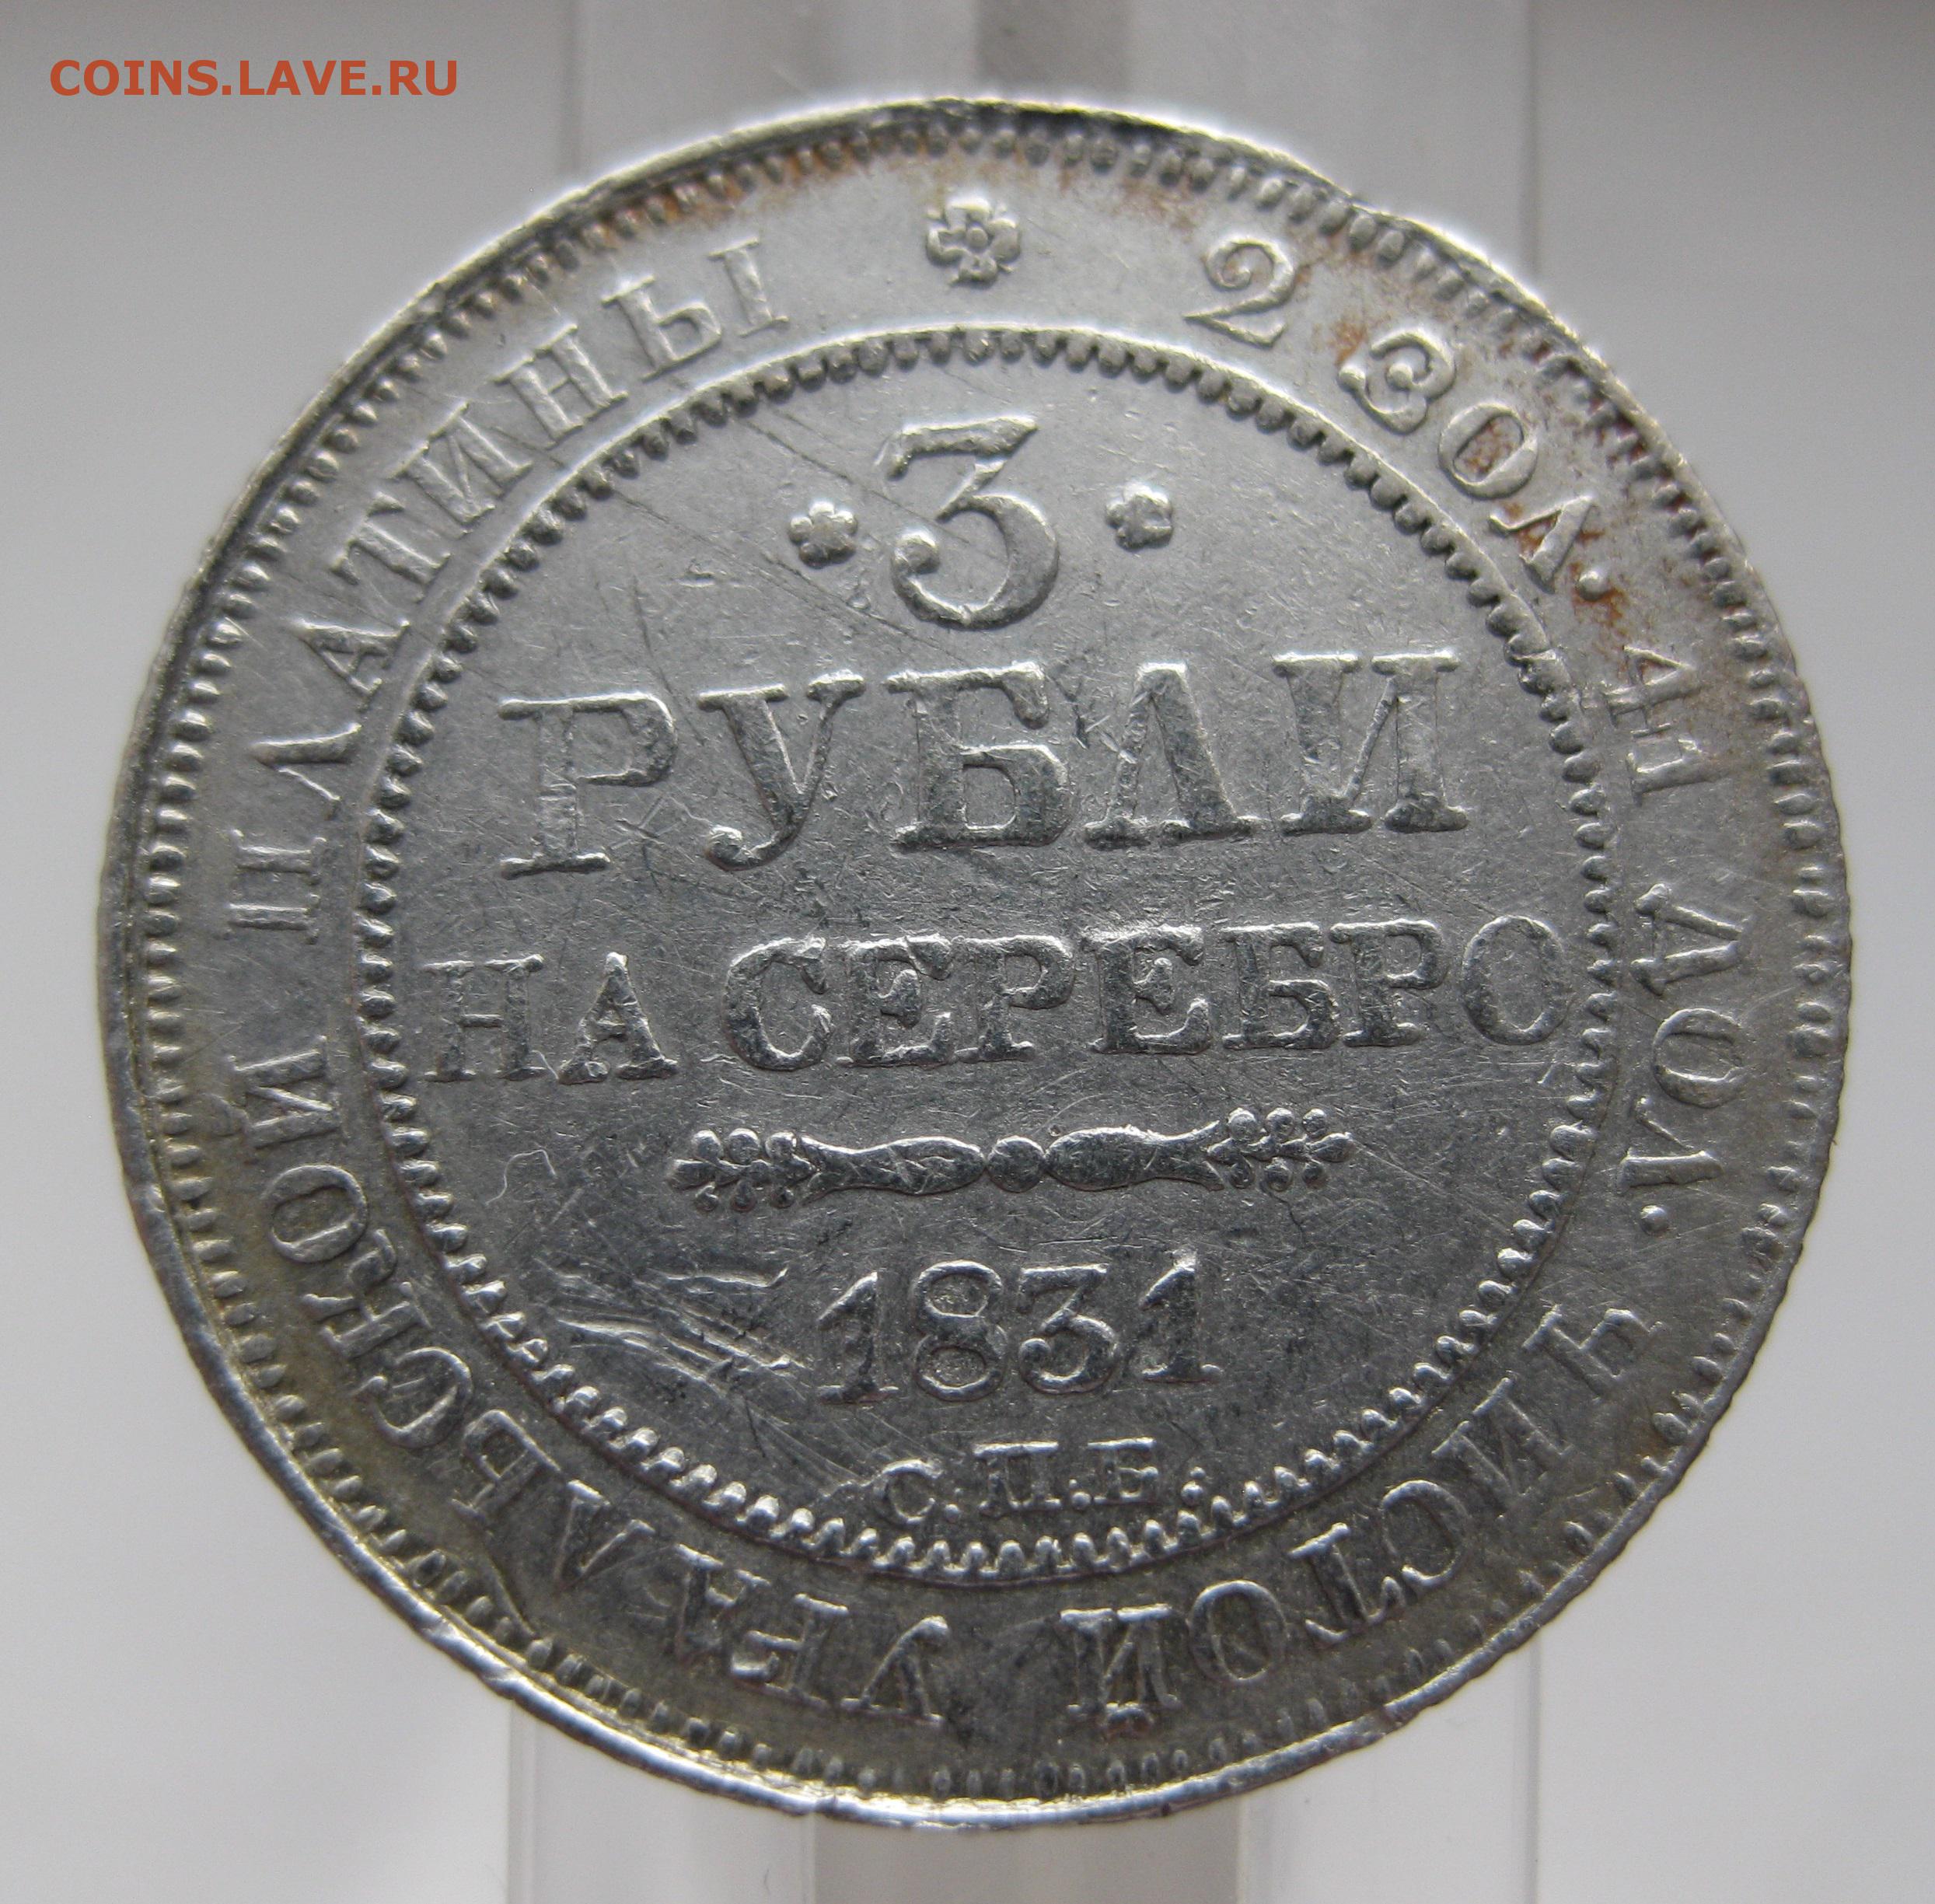 COINS.LAVE.RU
* 2 ЗОЛ. 41 ДОЛ. ЧИСТОЙ УРАЛЬСКОЙ ПЛАТИНЫ
* 3 *
РУБЛИ
НА СЕРЕБРО
1831
С.П.Б.